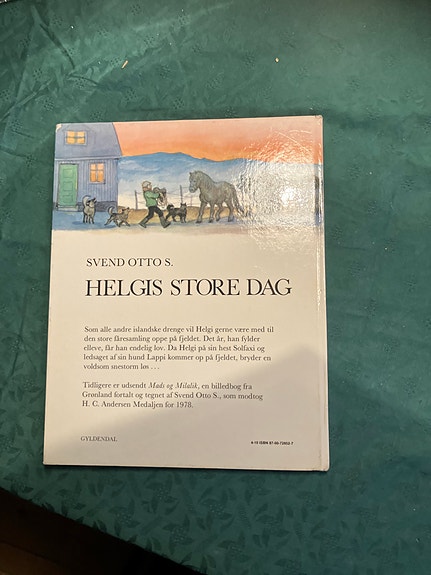 SVEND OTTO S.
HELGIS STORE DAG
Som alle andre islandske drenge vil Helgi gerne være med til
den store fåresamling oppe på fjeldet. Det år, han fylder
elleve, får han endelig lov. Da Helgi på sin hest Solfaxi og
ledsaget af sin hund Lappi kommer op på fjeldet, bryder en
voldsom snestorm løs . . .
Tidligere er udsendt Mads og Milalik, en billedbog fra
Grønland fortalt og tegnet af Svend Otto S., som modtog
H. C. Andersen Medaljen for 1978.
GYLDENDAL
ISBN